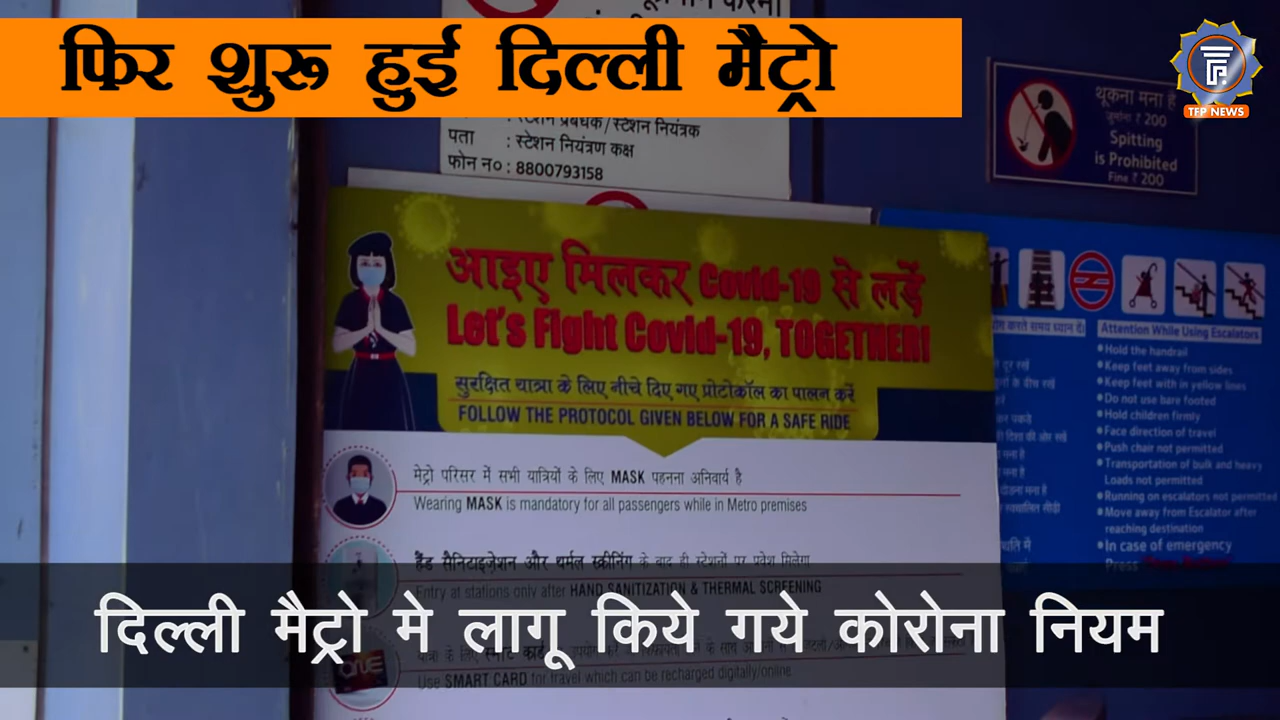 फिर शुरू हुई दिल्ली मैट्रो
TFP NEWS
पता : स्टेशन नियंत्रण कक्ष
फोन न० : 8800793158
थूकना मना है
जुर्माना ₹ 200
Spitting
is Prohibited
Fine ₹ 200
आइए मिलकर Covid-19 से लड़ें
Let's Fight Covid-19, TOGETHER!
सुरक्षित यात्रा के लिए नीचे दिए गए प्रोटोकॉल का पालन करें
FOLLOW THE PROTOCOL GIVEN BELOW FOR A SAFE RIDE
मेट्रो परिसर में सभी यात्रियों के लिए MASK पहनना अनिवार्य है
Wearing MASK is mandatory for all passengers while in Metro premises
हैंड सैनिटाइज़ेशन और थर्मल स्क्रीनिंग के बाद ही स्टेशनों पर प्रवेश मिलेगा
Entry at stations only after HAND SANITIZATION & THERMAL SCREENING
Use SMART CARD for travel which can be recharged digitally/online
Attention While Using Escalators
Hold the handrail
Keep feet away from sides
Keep feet with in yellow lines
Do not use bare footed
Hold children firmly
Face direction of travel
Push chair not permitted
Transportation of bulk and heavy
Loads not permitted
Running on escalators not permitted
Move away from Escalator after
reaching destination
In case of emergency
Press
दिल्ली मैट्रो मे लागू किये गये कोरोना नियम